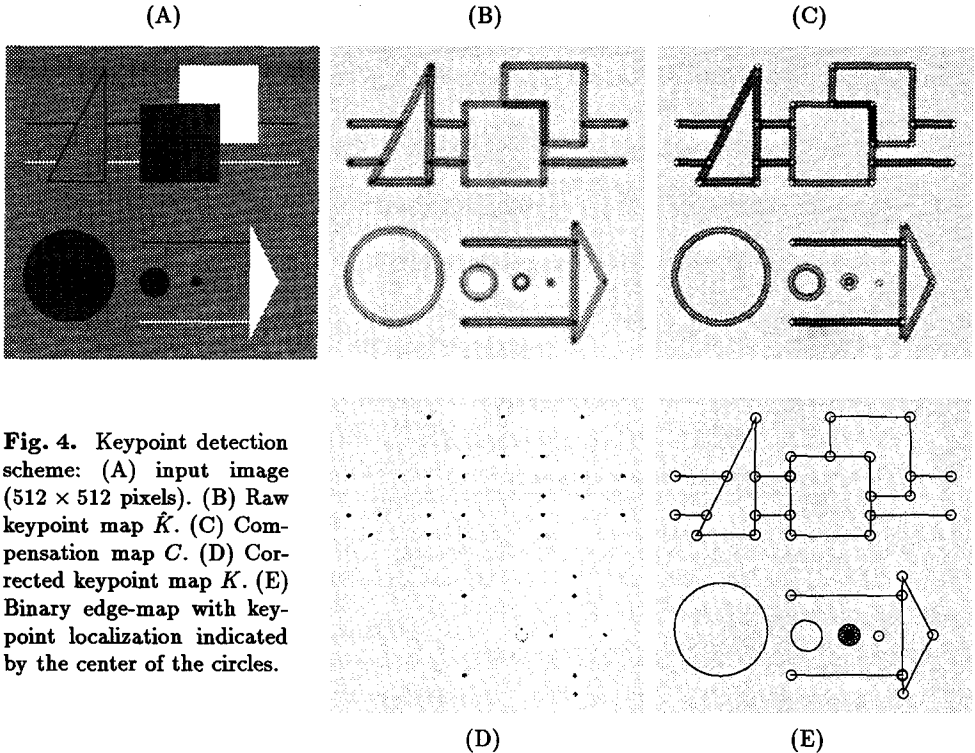 (A)
(B)
(C)
Fig. 4. Keypoint detection
scheme: (A) input image
(512 × 512 pixels). (B) Raw
keypoint map K̂. (C) Com-
pensation map C. (D) Cor-
rected keypoint map K. (E)
Binary edge-map with key-
point localization indicated
by the center of the circles.
(D)
(E)